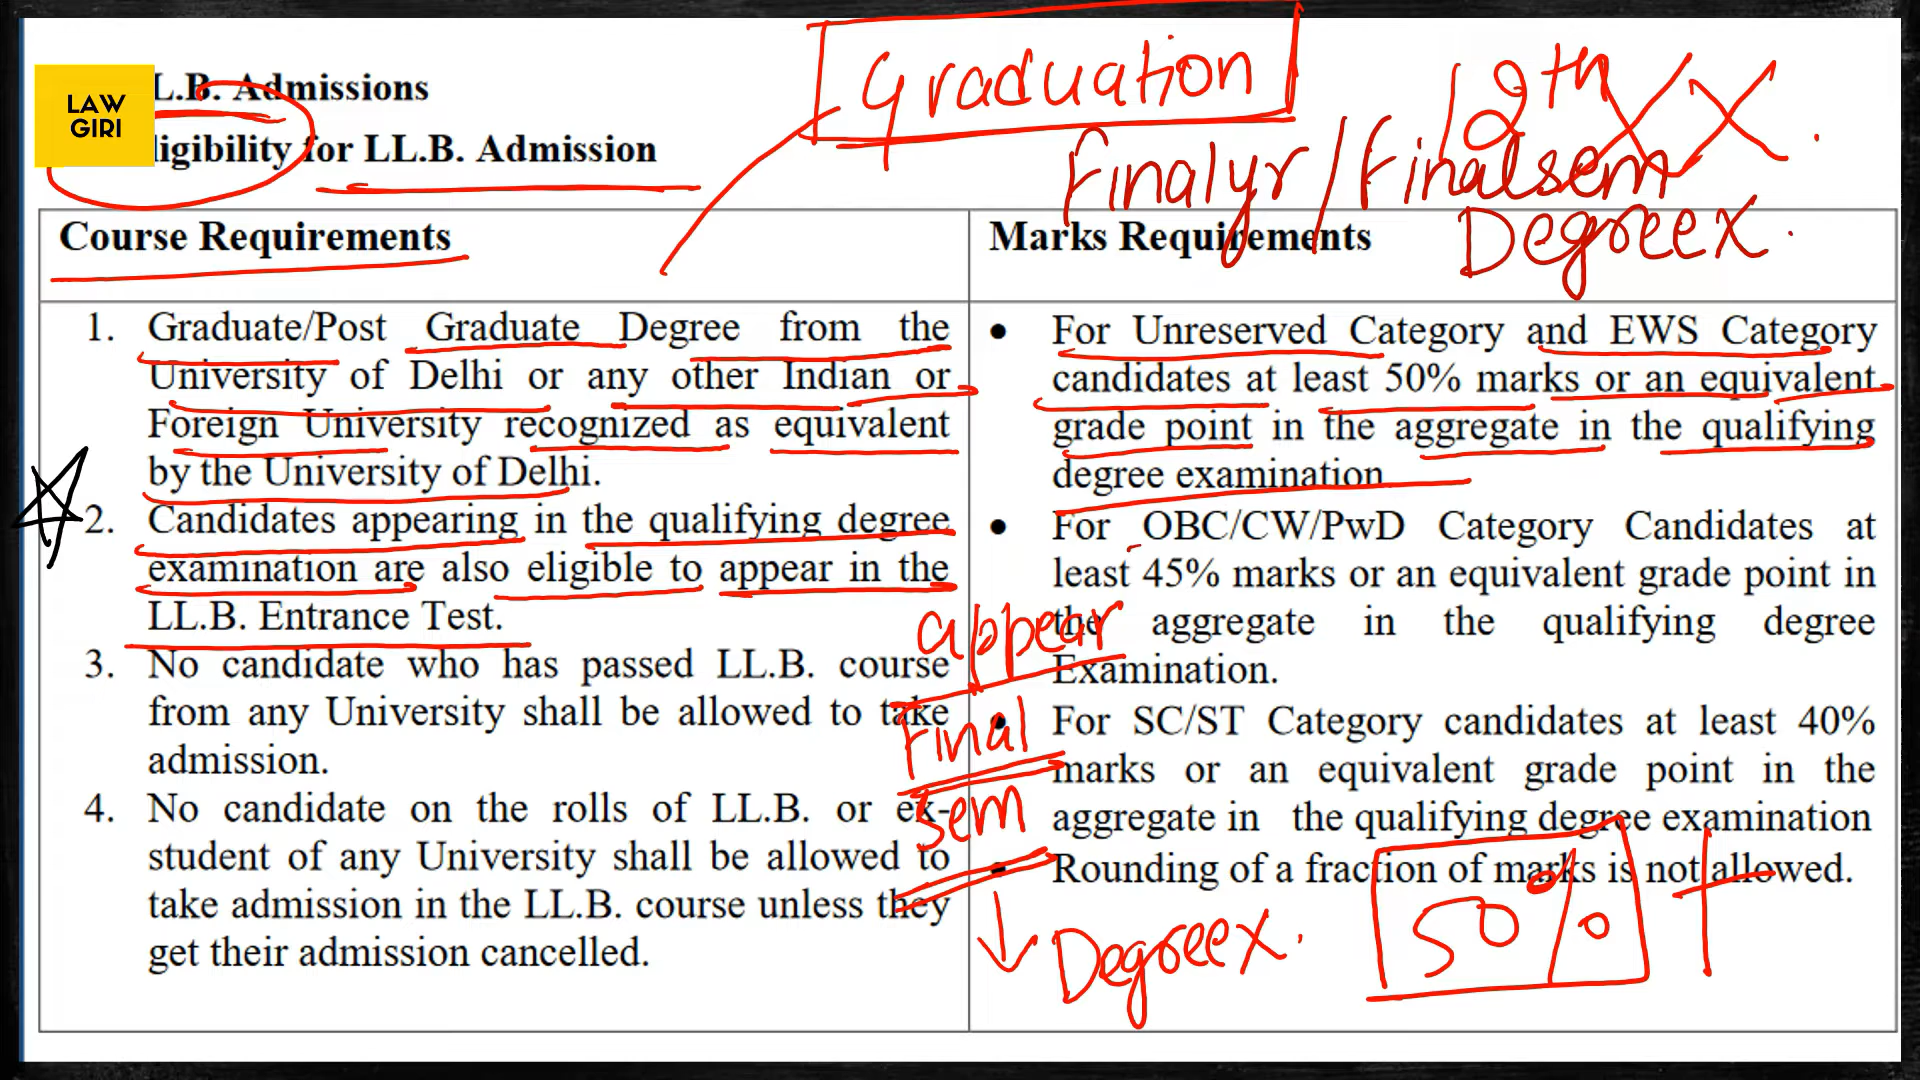 LAW
GIRI
L.B. Admissions
ligibility for LL.B. Admission
Graduation
12th
Final yr / Final sem
Degree x.
Course Requirements
1. Graduate/Post Graduate Degree from the
University of Delhi or any other Indian or
Foreign University recognized as equivalent
by the University of Delhi.
2. Candidates appearing in the qualifying degree
examination are also eligible to appear in the
LL.B. Entrance Test.
3. No candidate who has passed LL.B. course
from any University shall be allowed to take
admission.
4. No candidate on the rolls of LL.B. or ex-
student of any University shall be allowed to
take admission in the LL.B. course unless they
get their admission cancelled.
Marks Requirements
• For Unreserved Category and EWS Category
candidates at least 50% marks or an equivalent
grade point in the aggregate in the qualifying
degree examination
• For OBC/CW/PwD Category Candidates at
least 45% marks or an equivalent grade point in
the aggregate in the qualifying degree
Examination.
• For SC/ST Category candidates at least 40%
marks or an equivalent grade point in the
aggregate in the qualifying degree examination
• Rounding of a fraction of marks is not allowed.
appear
Final
Sem
Degree x.
50% +